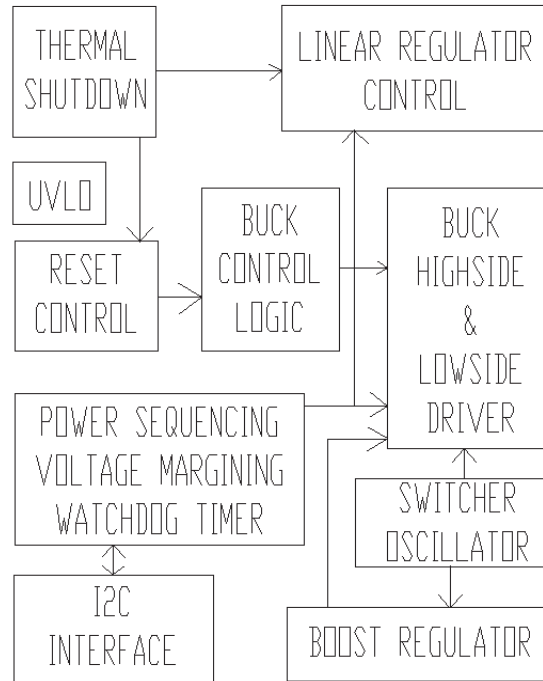 THERMAL
SHUTDOWN
LINEAR REGULATOR
CONTROL
UVLO
RESET
CONTROL
BUCK
CONTROL
LOGIC
BUCK
HIGHSIDE
&
LOWSIDE
DRIVER
POWER SEQUENCING
VOLTAGE MARGINING
WATCHDOG TIMER
SWITCHER
OSCILLATOR
I2C
INTERFACE
BOOST REGULATOR